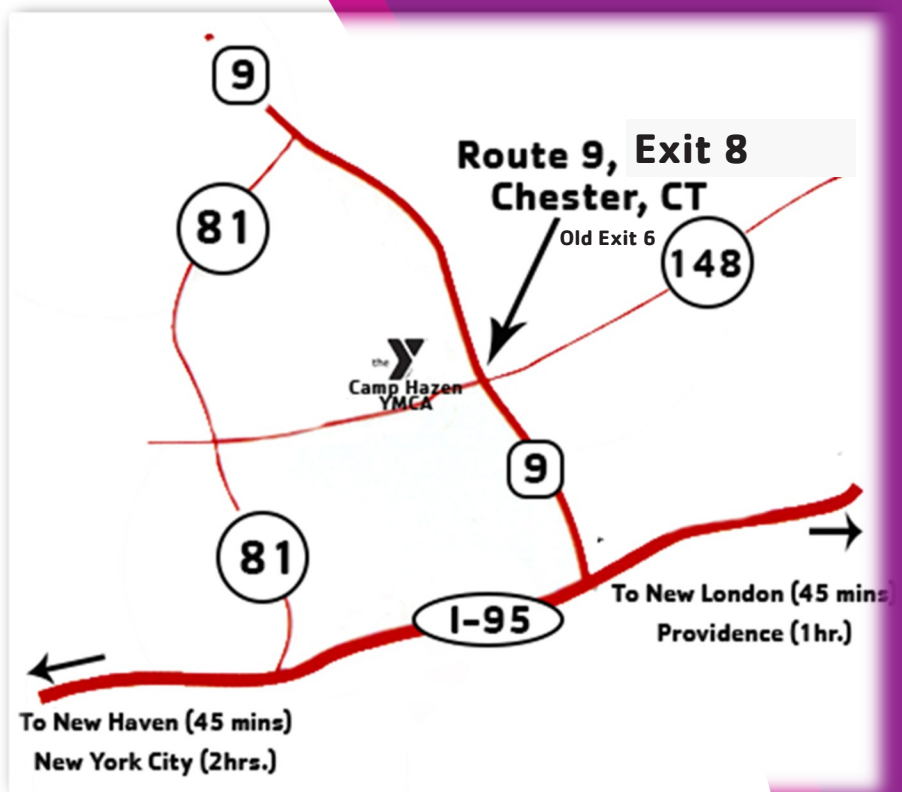 9
Route 9, Exit 8
Chester, CT
Old Exit 6
81
148
the Y
Camp Hazen
YMCA
9
81
I-95
To New London (45 mins)
Providence (1hr.)
To New Haven (45 mins)
New York City (2hrs.)